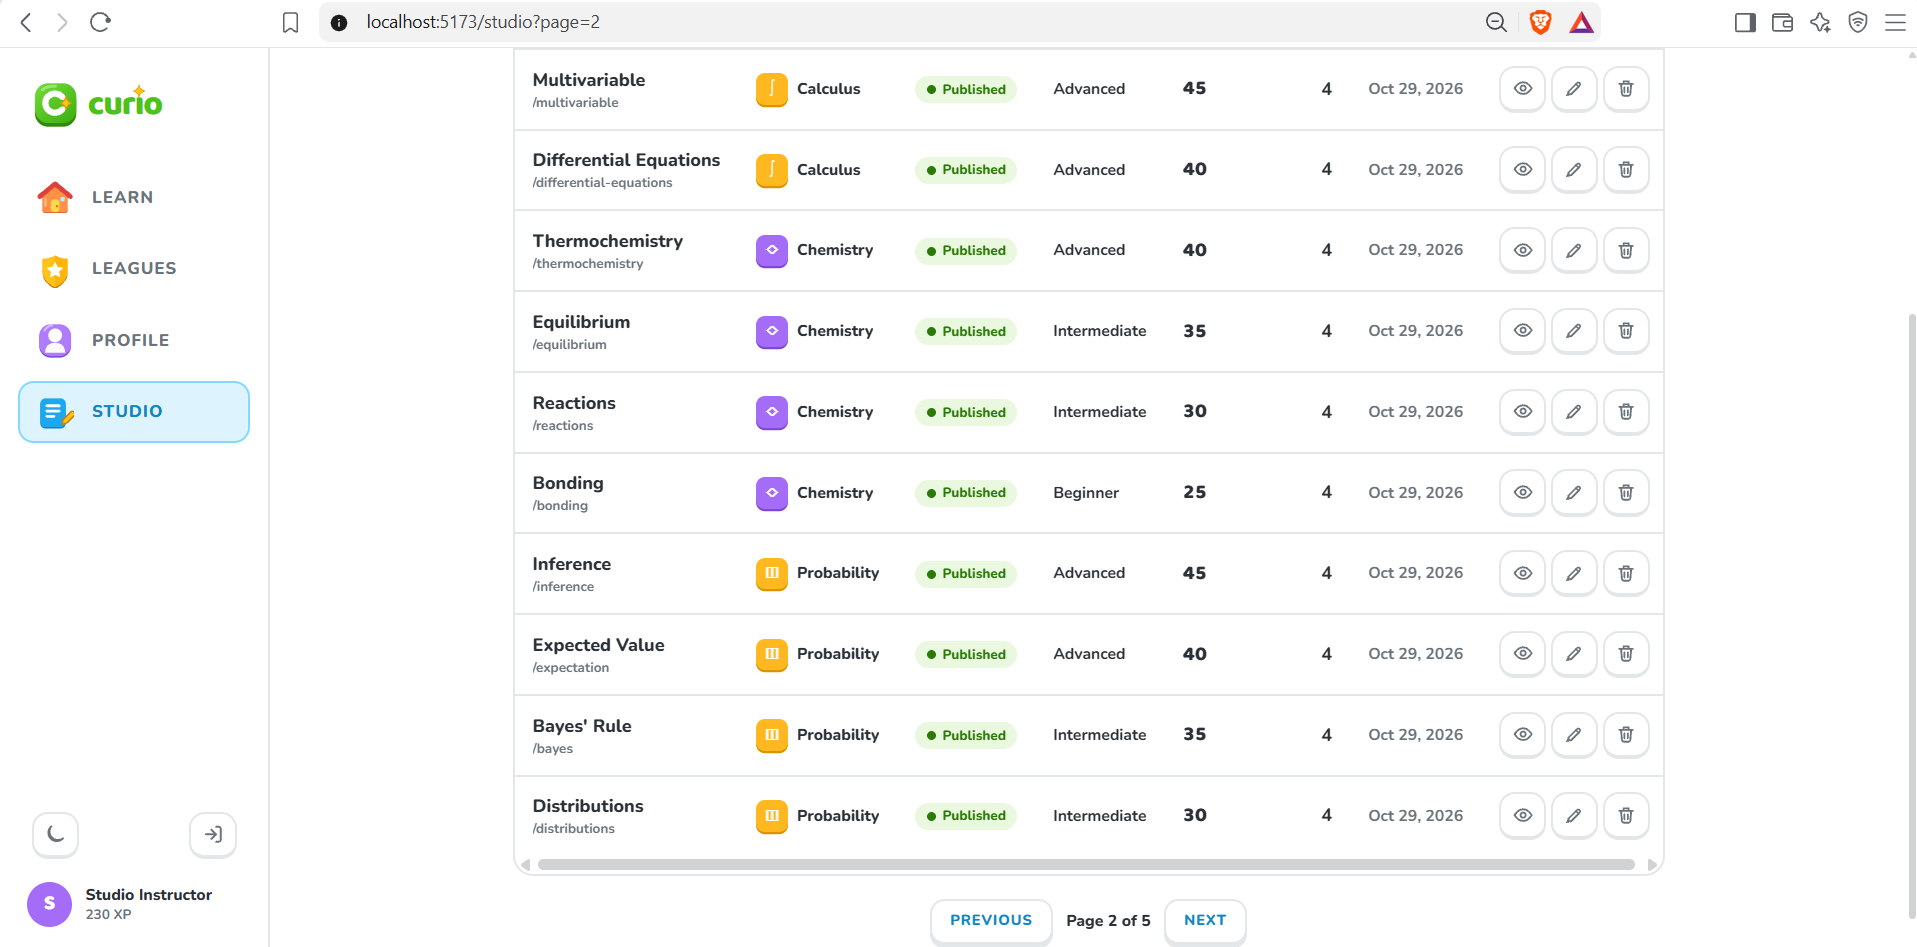 localhost:5173/studio?page=2
curio
LEARN
LEAGUES
PROFILE
STUDIO
Studio Instructor
230 XP
S
Multivariable
/multivariable
Calculus
Published
Advanced
45
4
Oct 29, 2026
Differential Equations
/differential-equations
Calculus
Published
Advanced
40
4
Oct 29, 2026
Thermochemistry
/thermochemistry
Chemistry
Published
Advanced
40
4
Oct 29, 2026
Equilibrium
/equilibrium
Chemistry
Published
Intermediate
35
4
Oct 29, 2026
Reactions
/reactions
Chemistry
Published
Intermediate
30
4
Oct 29, 2026
Bonding
/bonding
Chemistry
Published
Beginner
25
4
Oct 29, 2026
Inference
/inference
Probability
Published
Advanced
45
4
Oct 29, 2026
Expected Value
/expectation
Probability
Published
Advanced
40
4
Oct 29, 2026
Bayes' Rule
/bayes
Probability
Published
Intermediate
35
4
Oct 29, 2026
Distributions
/distributions
Probability
Published
Intermediate
30
4
Oct 29, 2026
PREVIOUS
Page 2 of 5
NEXT